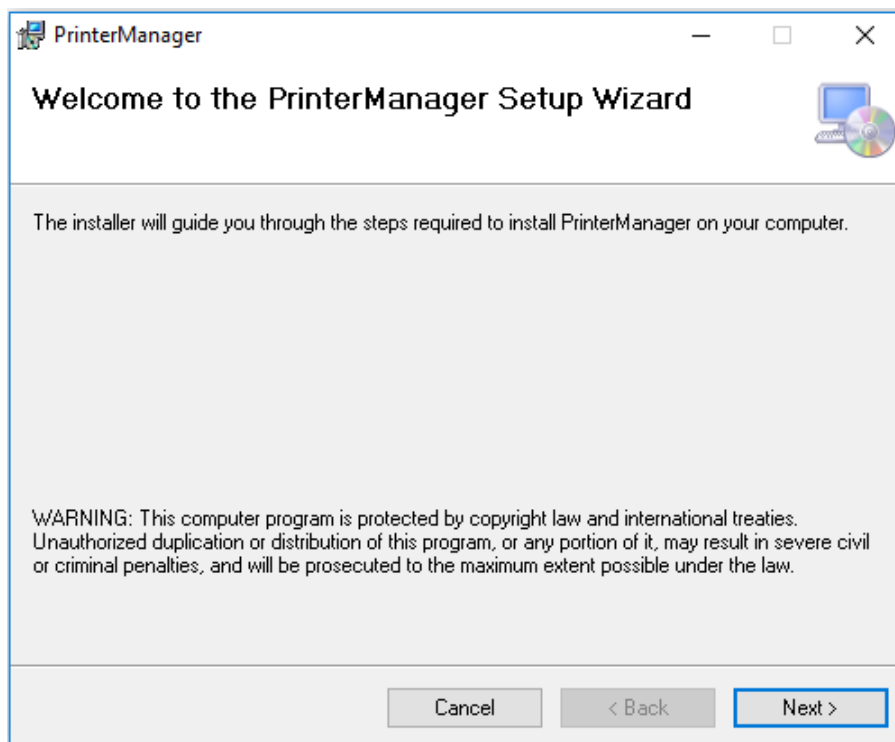 PrinterManager
Welcome to the PrinterManager Setup Wizard
The installer will guide you through the steps required to install PrinterManager on your computer.
WARNING: This computer program is protected by copyright law and international treaties.
Unauthorized duplication or distribution of this program, or any portion of it, may result in severe civil
or criminal penalties, and will be prosecuted to the maximum extent possible under the law.
Cancel < Back Next >